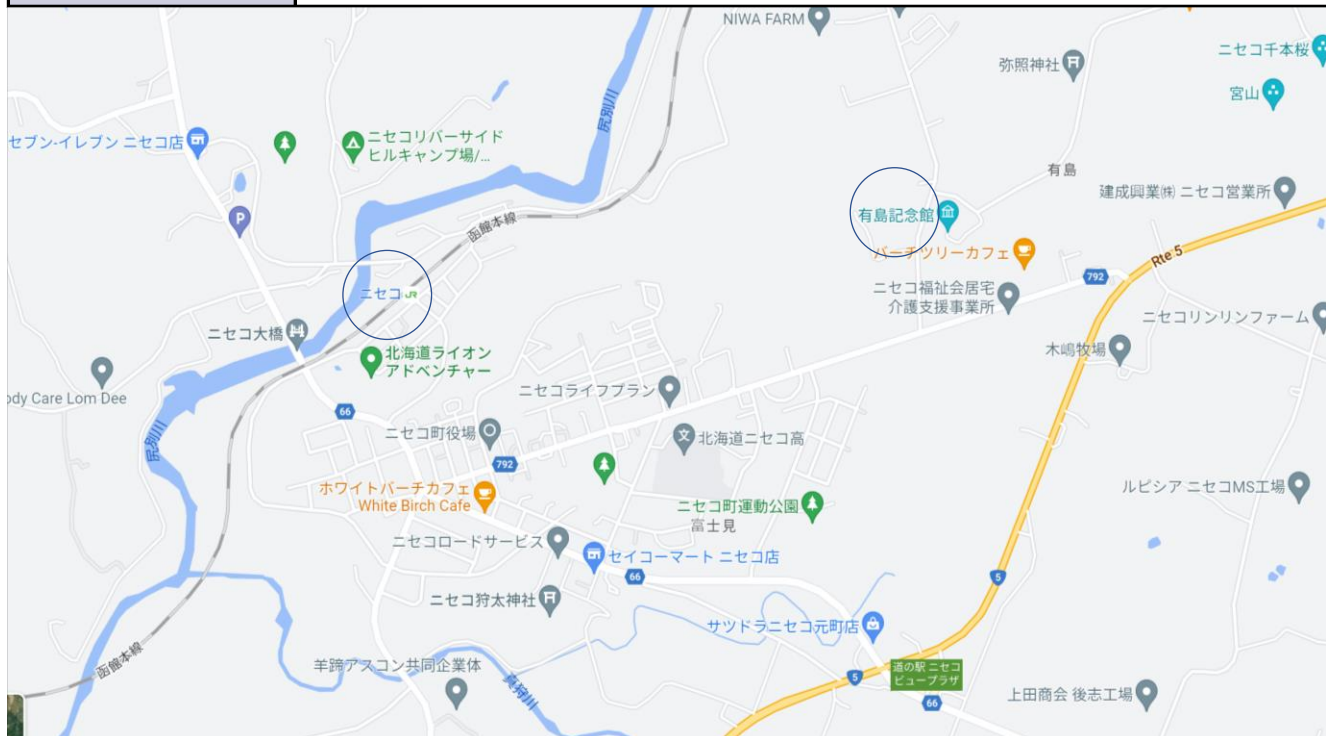 NIWA FARM
弥照神社
ニセコ千本桜
宮山
セブン-イレブン ニセコ店
ニセコリバーサイド
ヒルキャンプ場/...
尻別川
有島
建成興業㈱ ニセコ営業所
P
函館本線
有島記念館
バーチツリーカフェ
Rte 5
792
ニセコ JR
ニセコ福祉会居宅
介護支援事業所
ニセコリンリンファーム
ニセコ大橋
木嶋牧場
北海道ライオン
アドベンチャー
ody Care Lom Dee
ニセコライフプラン
66
尻別川
ニセコ町役場
文
北海道ニセコ高
792
ホワイトバーチカフェ
White Birch Cafe
ルピシア ニセコMS工場
ニセコ町運動公園
富士見
ニセコロードサービス
セイコーマート ニセコ店
66
5
ニセコ狩太神社
サツドラニセコ元町店
函館本線
羊蹄アスコン共同企業体
真狩川
5
道の駅 ニセコ
ビュープラザ
66
上田商会 後志工場